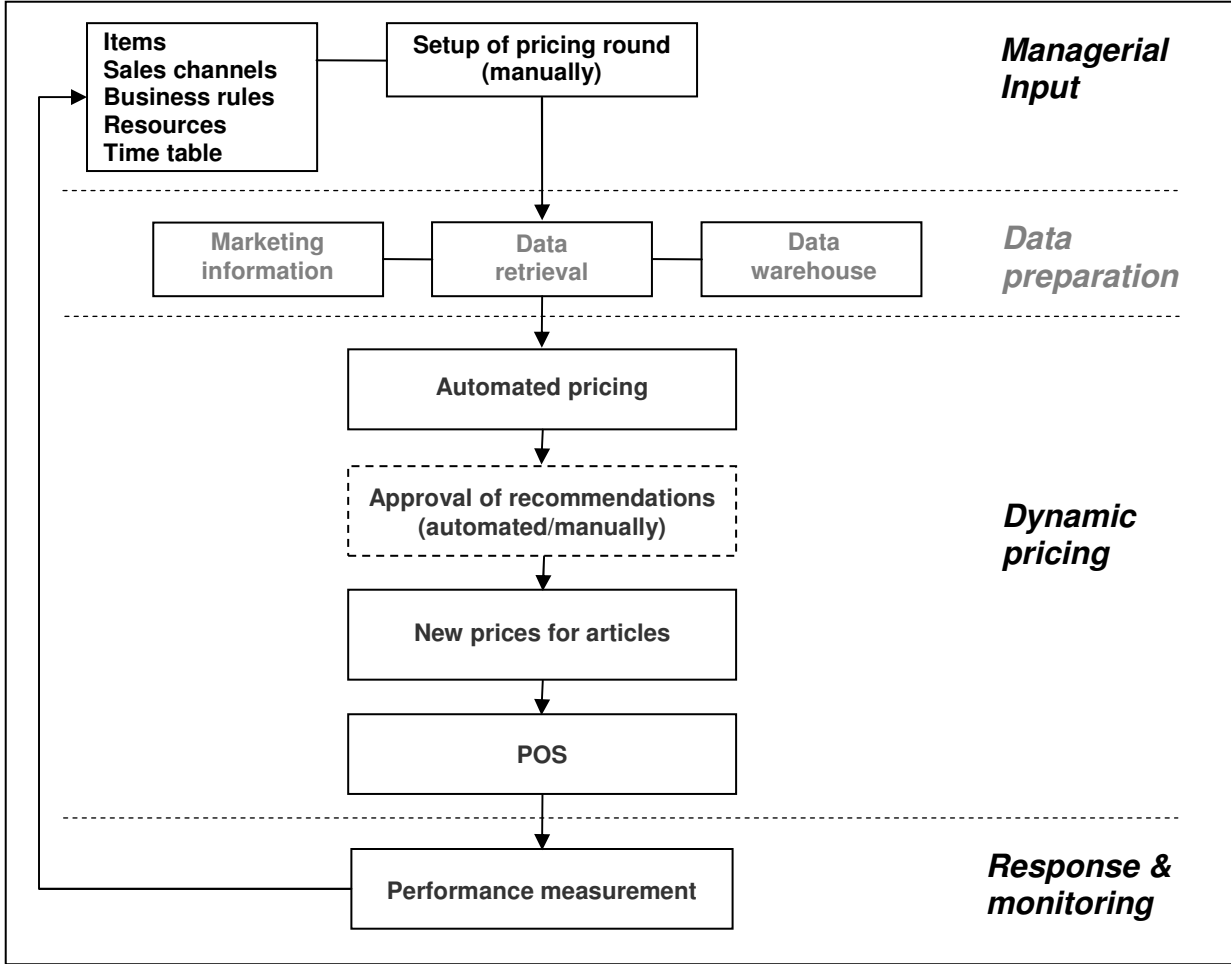 Items
Sales channels
Business rules
Resources
Time table
Setup of pricing round
(manually)
Managerial
Input
Marketing
information
Data
retrieval
Data
warehouse
Data
preparation
Automated pricing
Approval of recommendations
(automated/manually)
New prices for articles
POS
Dynamic
pricing
Performance measurement
Response &
monitoring